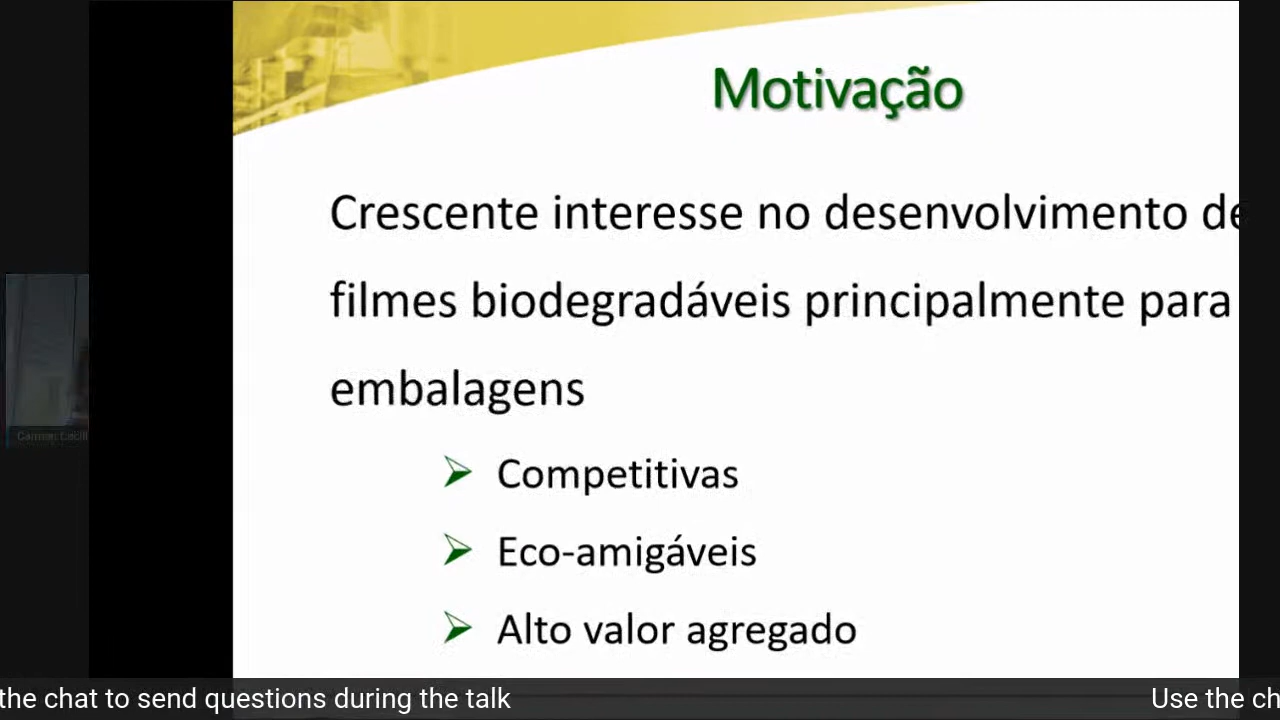 Motivação
Crescente interesse no desenvolvimento de
filmes biodegradáveis principalmente para
embalagens
Competitivas
Eco-amigáveis
Alto valor agregado
the chat to send questions during the talk
Use the ch